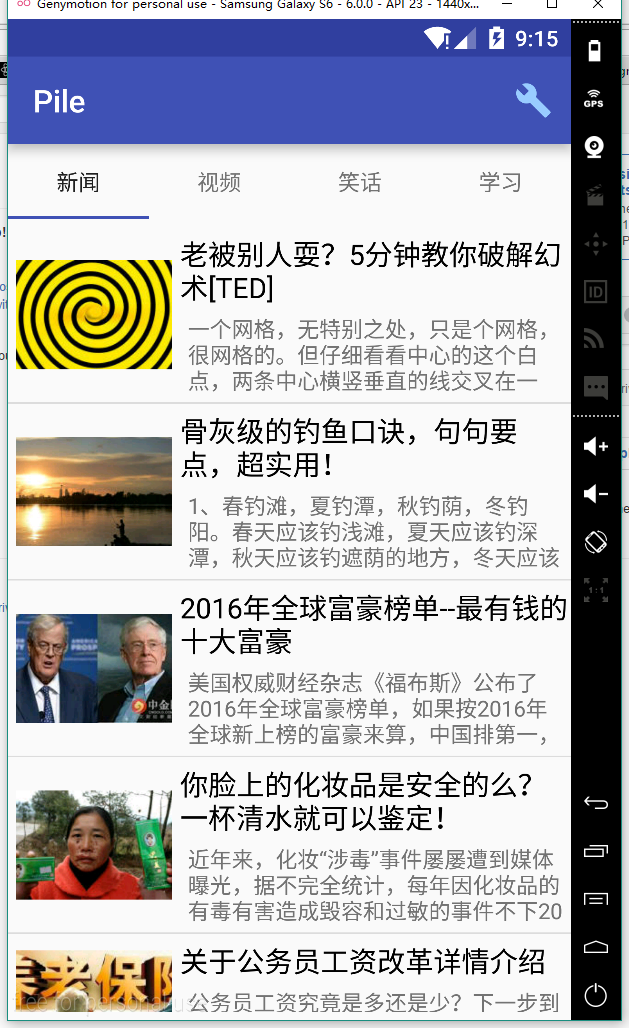 Genymotion for personal use - Samsung Galaxy S6 - 6.0.0 - API 23 - 1440x...
9:15
Pile
GPS
新闻
视频
笑话
学习
老被别人耍？5分钟教你破解幻
术[TED]
一个网格，无特别之处，只是个网格，
很网格的。但仔细看看中心的这个白
点，两条中心横竖垂直的线交叉在一
ID
骨灰级的钓鱼口诀，句句要
点，超实用！
1、春钓滩，夏钓潭，秋钓荫，冬钓
阳。春天应该钓浅滩，夏天应该钓深
潭，秋天应该钓遮荫的地方，冬天应该
1:1
2016年全球富豪榜单--最有钱的
十大富豪
美国权威财经杂志《福布斯》公布了
2016年全球富豪榜单，如果按2016年
全球新上榜的富豪来算，中国排第一，
中金
你脸上的化妆品是安全的么？
一杯清水就可以鉴定！
近年来，化妆“涉毒”事件屡屡遭到媒体
曝光，据不完全统计，每年因化妆品的
有毒有害造成毁容和过敏的事件不下20
养老保险
关于公务员工资改革详情介绍
公务员工资究竟是多还是少？下一步到
free for personal use